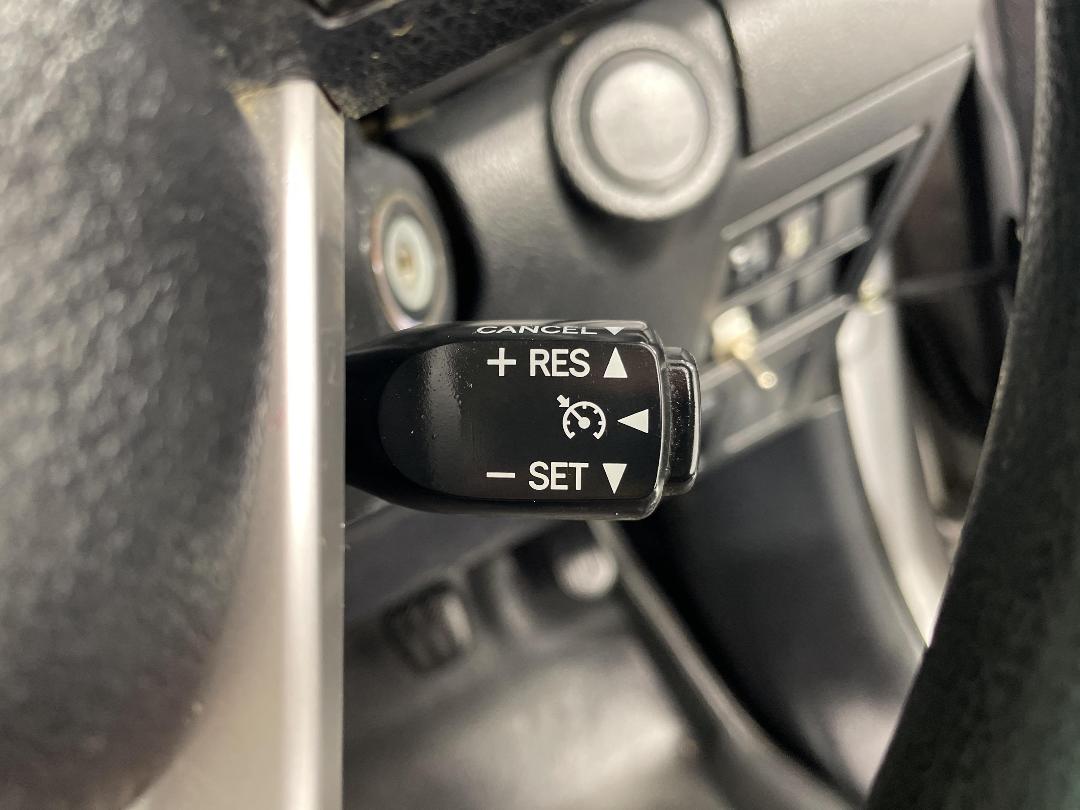 CANCEL ▼
+ RES ▲
◀
− SET ▼